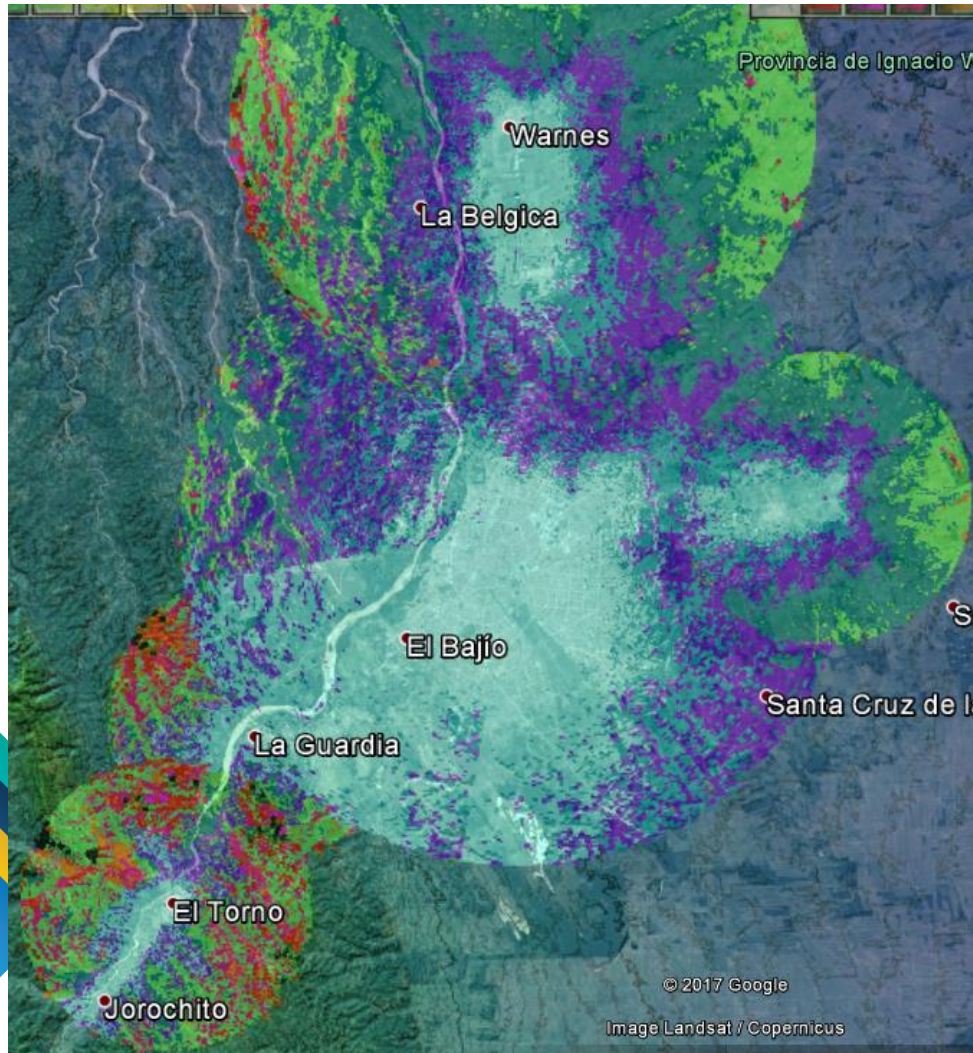 Provincia de Ignacio W
Warnes
La Belgica
S
El Bajío
Santa Cruz de l
La Guardia
El Torno
Jorochito
© 2017 Google
Image Landsat / Copernicus